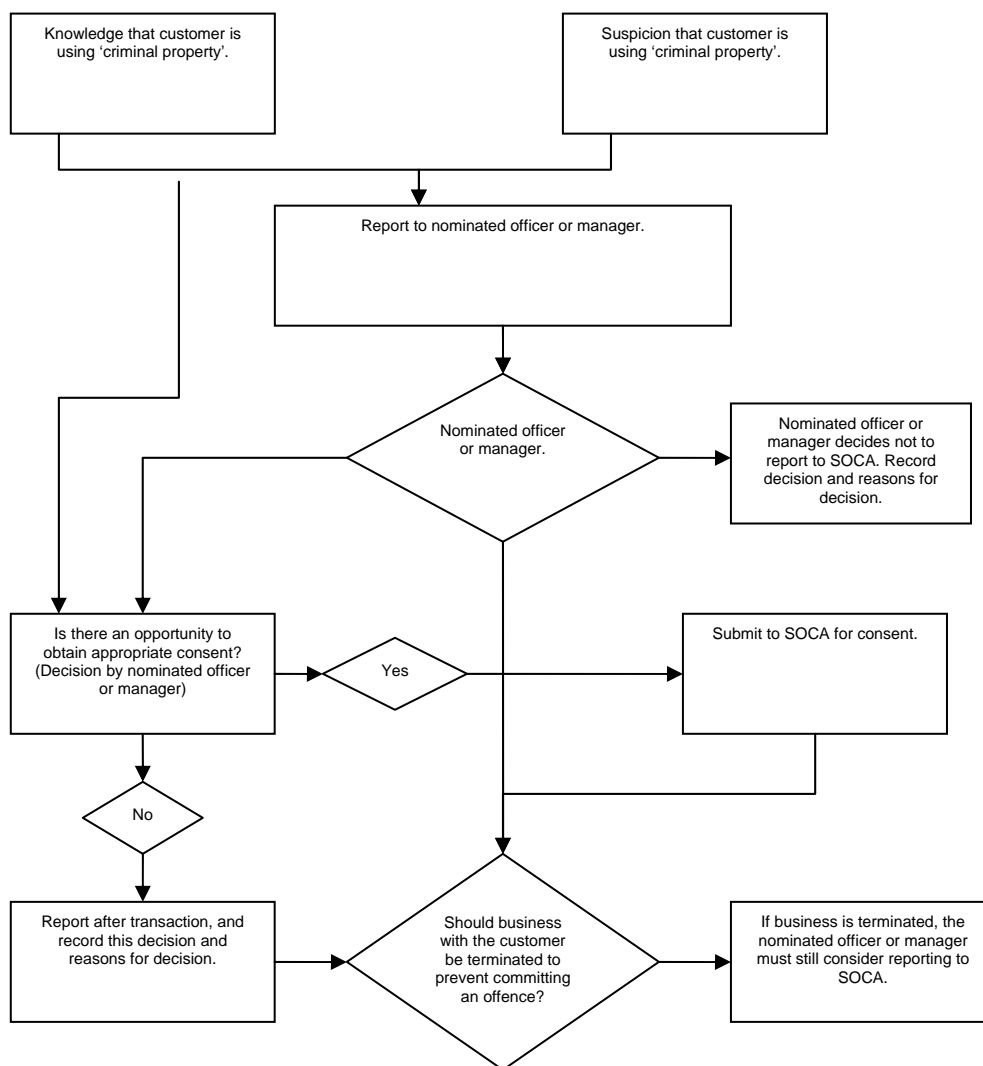 Knowledge that customer is
using ‘criminal property’.
Suspicion that customer is
using ‘criminal property’.
Report to nominated officer or manager.
Nominated officer
or manager.
Nominated officer or
manager decides not to
report to SOCA. Record
decision and reasons for
decision.
Is there an opportunity to
obtain appropriate consent?
(Decision by nominated officer
or manager)
Yes
Submit to SOCA for consent.
No
Report after transaction, and
record this decision and
reasons for decision.
Should business
with the customer
be terminated to
prevent committing
an offence?
If business is terminated, the
nominated officer or manager
must still consider reporting to
SOCA.